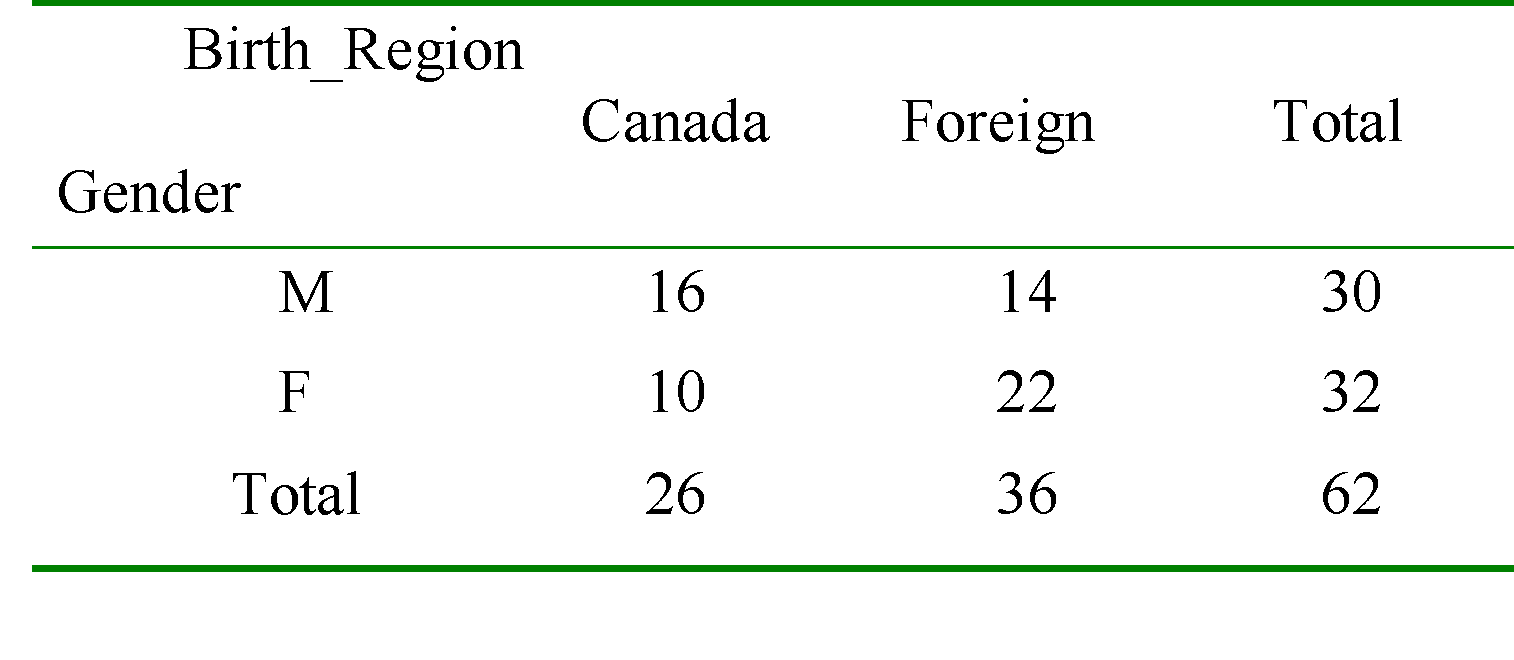 Birth_Region
Canada Foreign Total
Gender
M 16 14 30
F 10 22 32
Total 26 36 62